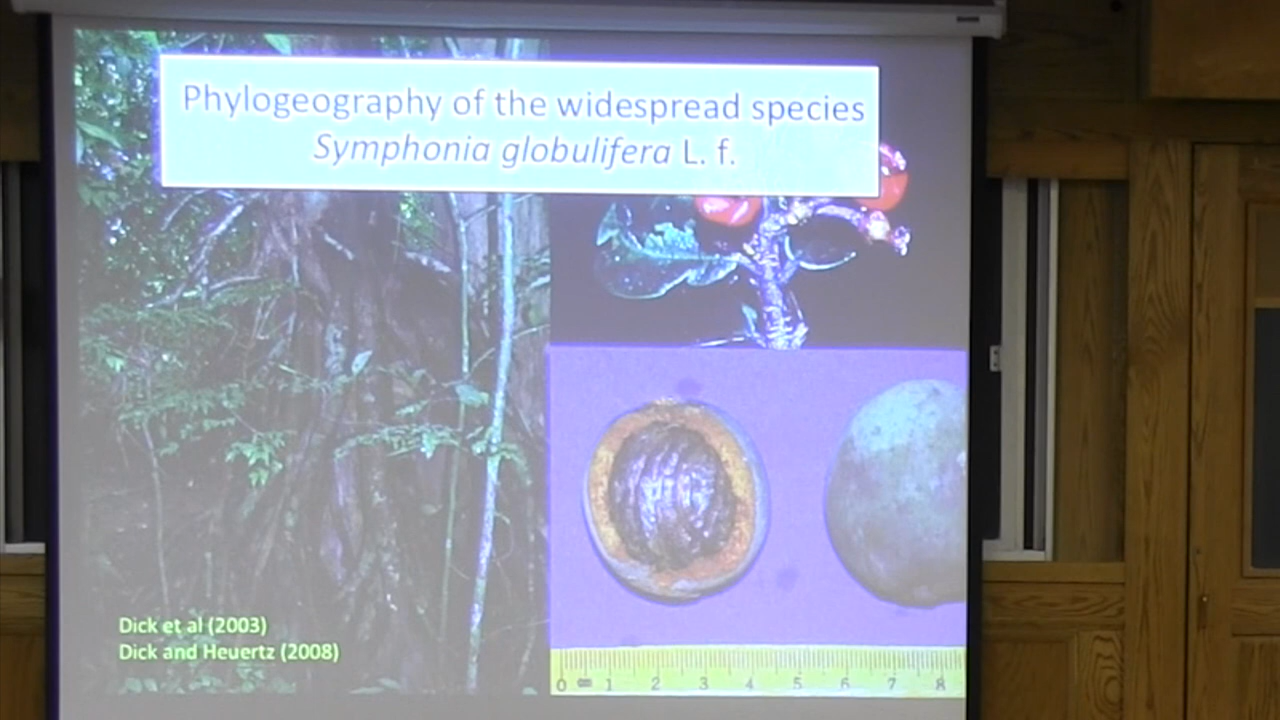 Phylogeography of the widespread species
Symphonia globulifera L. f.
Dick et al (2003)
Dick and Heuertz (2008)
0 1 2 3 4 5 6 7 8